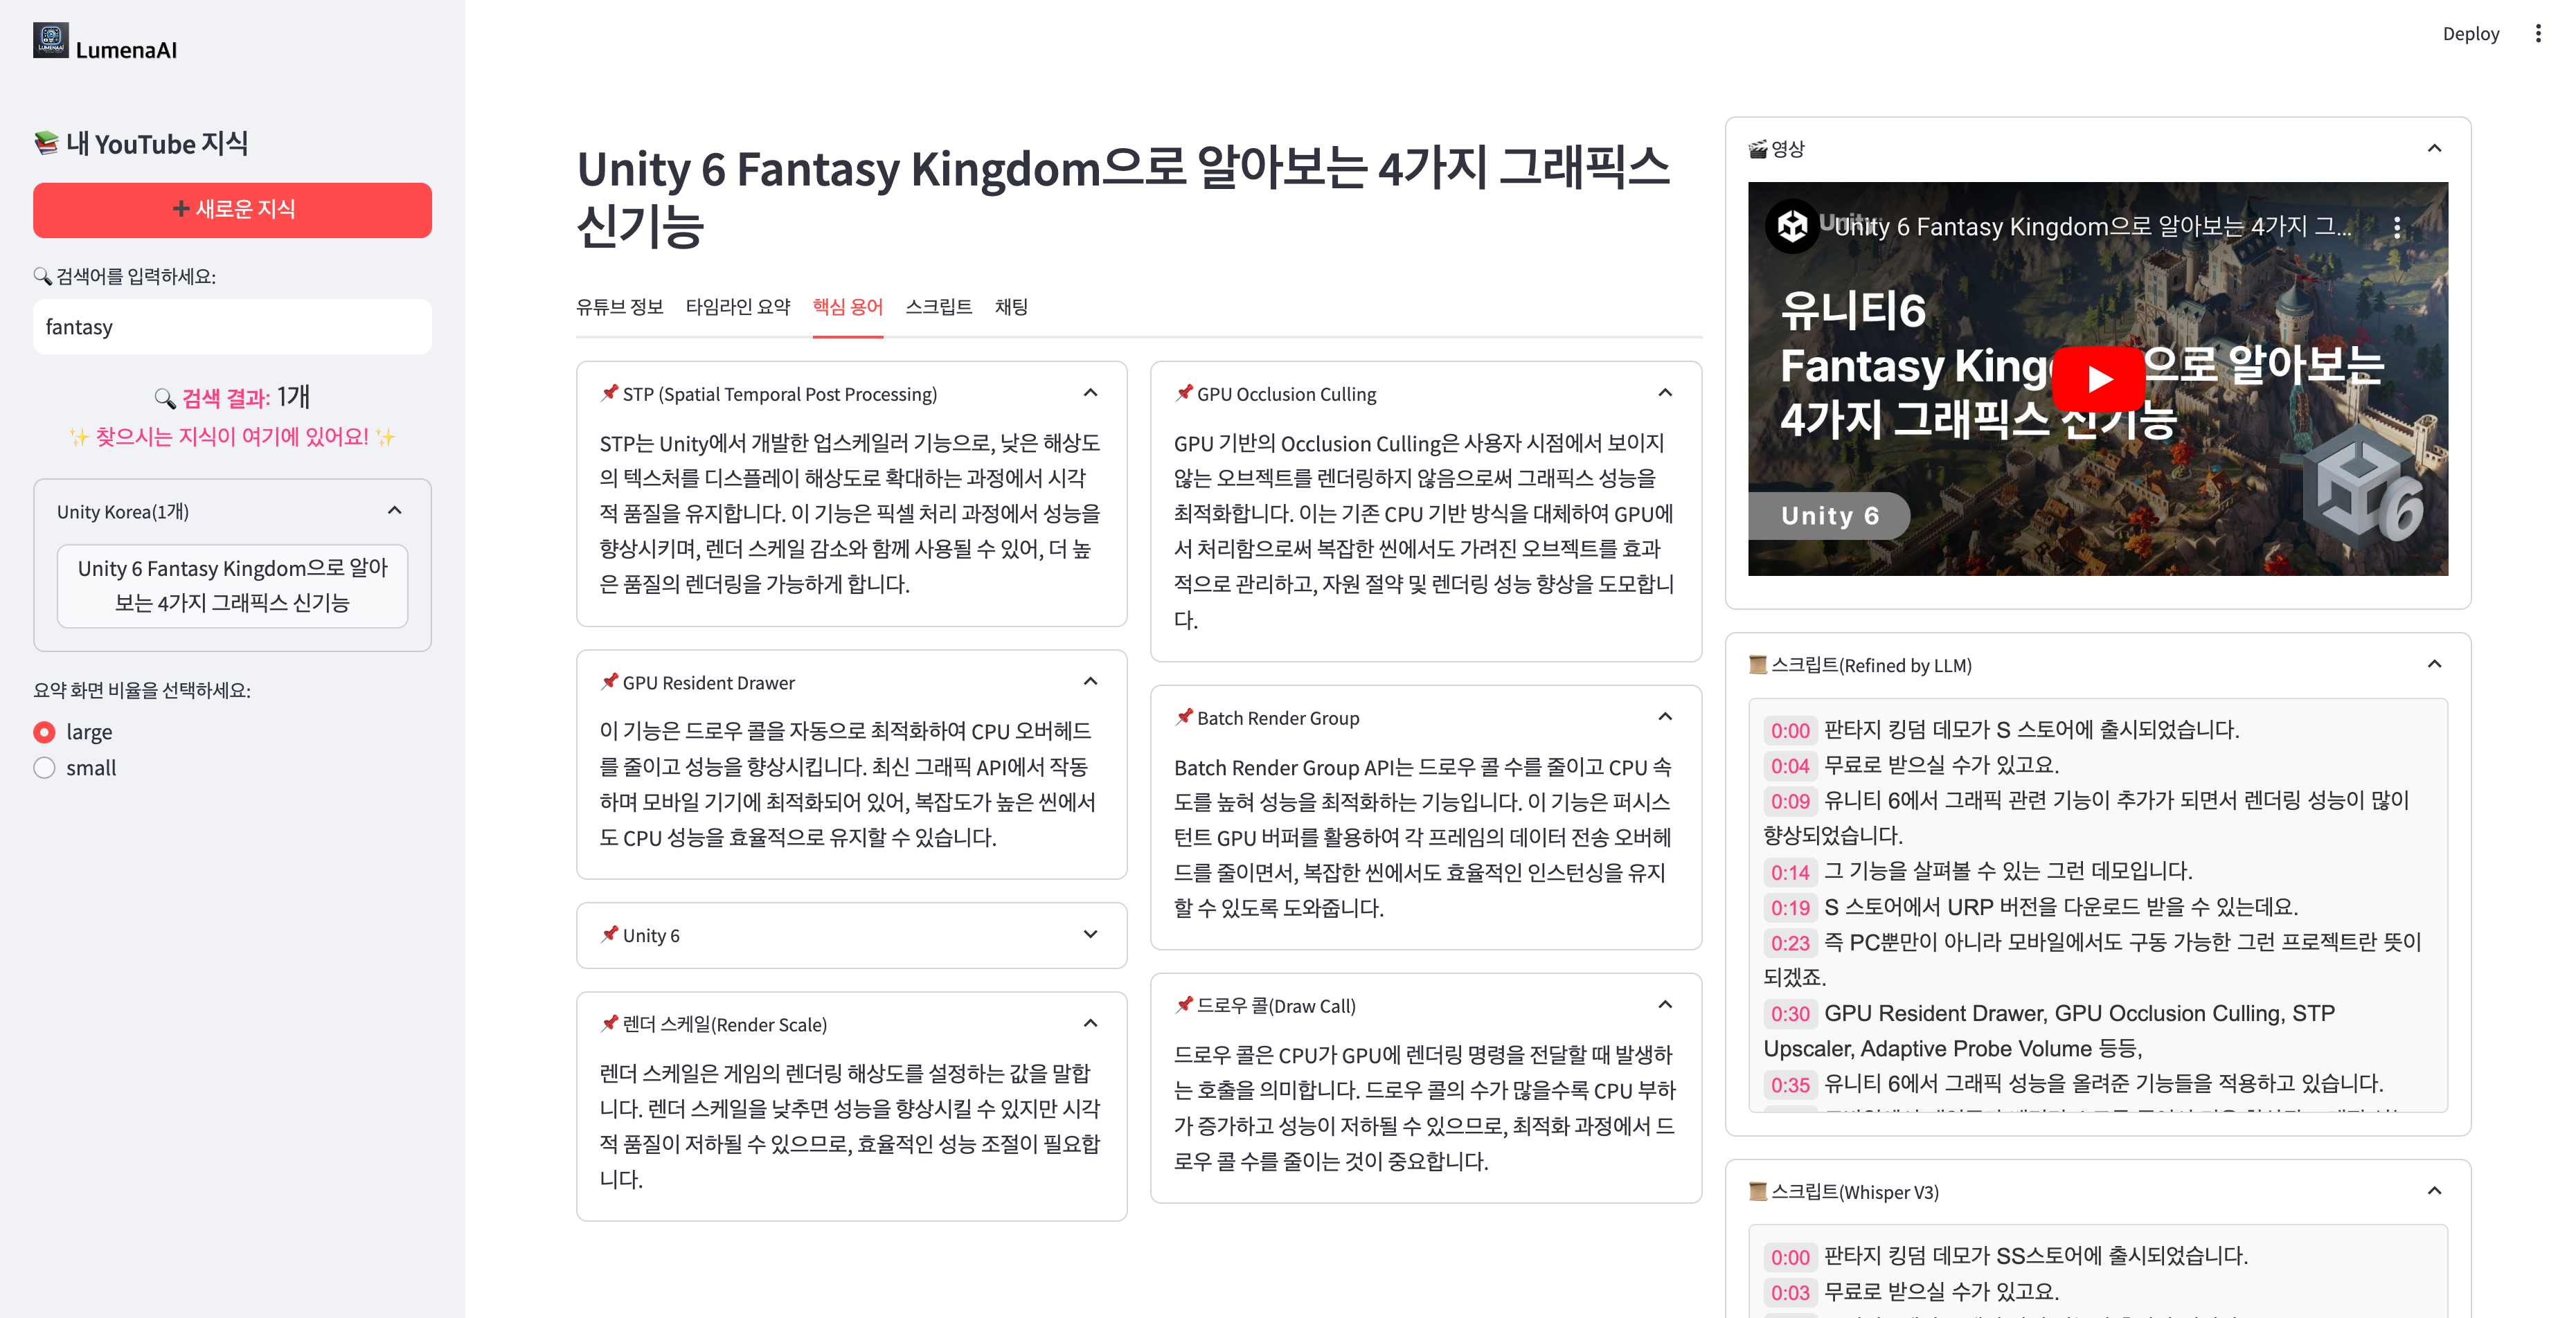 LumenaAI
📚 내 YouTube 지식
➕ 새로운 지식
🔍 검색어를 입력하세요:
fantasy
🔍 검색 결과: 1개
✨ 찾으시는 지식이 여기에 있어요! ✨
Unity Korea(1개)
Unity 6 Fantasy Kingdom으로 알아
보는 4가지 그래픽스 신기능
요약 화면 비율을 선택하세요:
large
small
Deploy
Unity 6 Fantasy Kingdom으로 알아보는 4가지 그래픽스
신기능
유튜브 정보 타임라인 요약 핵심 용어 스크립트 채팅
📌 STP (Spatial Temporal Post Processing)
STP는 Unity에서 개발한 업스케일러 기능으로, 낮은 해상도
의 텍스처를 디스플레이 해상도로 확대하는 과정에서 시각
적 품질을 유지합니다. 이 기능은 픽셀 처리 과정에서 성능을
향상시키며, 렌더 스케일 감소와 함께 사용될 수 있어, 더 높
은 품질의 렌더링을 가능하게 합니다.
📌 GPU Resident Drawer
이 기능은 드로우 콜을 자동으로 최적화하여 CPU 오버헤드
를 줄이고 성능을 향상시킵니다. 최신 그래픽 API에서 작동
하며 모바일 기기에 최적화되어 있어, 복잡도가 높은 씬에서
도 CPU 성능을 효율적으로 유지할 수 있습니다.
📌 Unity 6
📌 렌더 스케일(Render Scale)
렌더 스케일은 게임의 렌더링 해상도를 설정하는 값을 말합
니다. 렌더 스케일을 낮추면 성능을 향상시킬 수 있지만 시각
적 품질이 저하될 수 있으므로, 효율적인 성능 조절이 필요합
니다.
📌 GPU Occlusion Culling
GPU 기반의 Occlusion Culling은 사용자 시점에서 보이지
않는 오브젝트를 렌더링하지 않음으로써 그래픽스 성능을
최적화합니다. 이는 기존 CPU 기반 방식을 대체하여 GPU에
서 처리함으로써 복잡한 씬에서도 가려진 오브젝트를 효과
적으로 관리하고, 자원 절약 및 렌더링 성능 향상을 도모합니
다.
📌 Batch Render Group
Batch Render Group API는 드로우 콜 수를 줄이고 CPU 속
도를 높혀 성능을 최적화하는 기능입니다. 이 기능은 퍼시스
턴트 GPU 버퍼를 활용하여 각 프레임의 데이터 전송 오버헤
드를 줄이면서, 복잡한 씬에서도 효율적인 인스턴싱을 유지
할 수 있도록 도와줍니다.
📌 드로우 콜(Draw Call)
드로우 콜은 CPU가 GPU에 렌더링 명령을 전달할 때 발생하
는 호출을 의미합니다. 드로우 콜의 수가 많을수록 CPU 부하
가 증가하고 성능이 저하될 수 있으므로, 최적화 과정에서 드
로우 콜 수를 줄이는 것이 중요합니다.
🎬 영상
Unity 6 Fantasy Kingdom으로 알아보는 4가지 그...
유니티6
Fantasy King 으로 알아보는
4가지 그래픽스 신기능
Unity 6
6
📜 스크립트(Refined by LLM)
0:00 판타지 킹덤 데모가 S 스토어에 출시되었습니다.
0:04 무료로 받으실 수가 있고요.
0:09 유니티 6에서 그래픽 관련 기능이 추가가 되면서 렌더링 성능이 많이
향상되었습니다.
0:14 그 기능을 살펴볼 수 있는 그런 데모입니다.
0:19 S 스토어에서 URP 버전을 다운로드 받을 수 있는데요.
0:23 즉 PC뿐만이 아니라 모바일에서도 구동 가능한 그런 프로젝트란 뜻이
되겠죠.
0:30 GPU Resident Drawer, GPU Occlusion Culling, STP
Upscaler, Adaptive Probe Volume 등등,
0:35 유니티 6에서 그래픽 성능을 올려준 기능들을 적용하고 있습니다.
📜 스크립트(Whisper V3)
0:00 판타지 킹덤 데모가 SS스토어에 출시되었습니다.
0:03 무료로 받으실 수가 있고요.